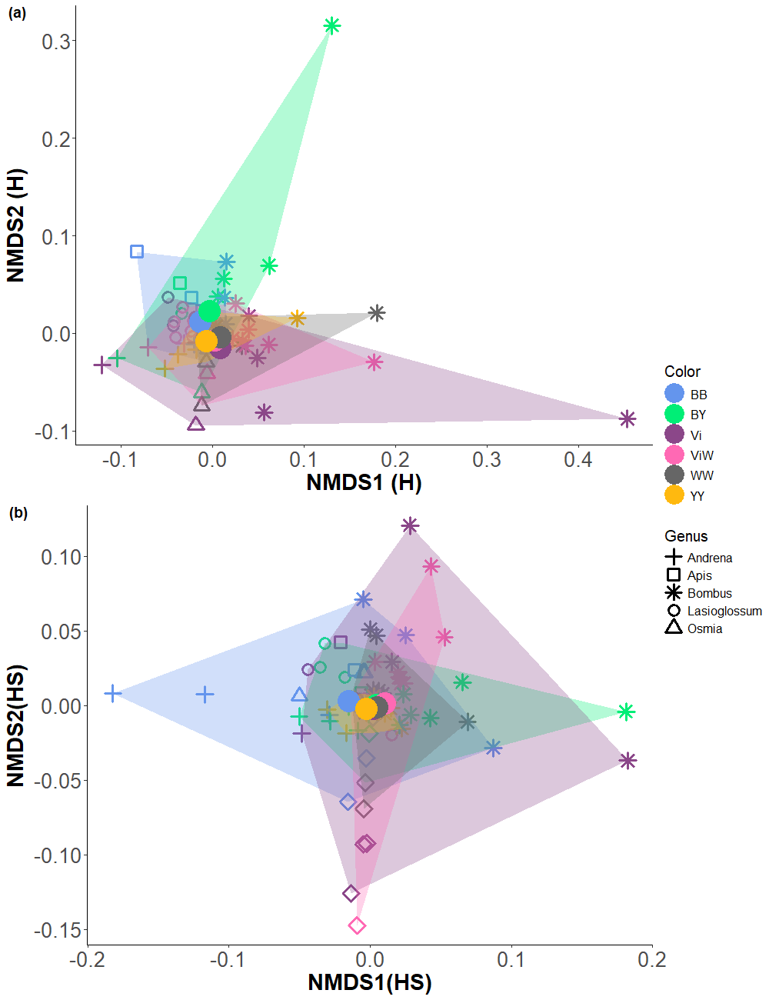 (a)
NMDS2 (H)
0.3
0.2
0.1
0.0
-0.1
-0.1 0.0 0.1 0.2 0.3 0.4
NMDS1 (H)
Color
BB
BY
Vi
ViW
WW
YY
Genus
Andrena
Apis
Bombus
Lasioglossum
Osmia
(b)
NMDS2(HS)
0.10
0.05
0.00
-0.05
-0.10
-0.15
-0.2 -0.1 0.0 0.1 0.2
NMDS1(HS)